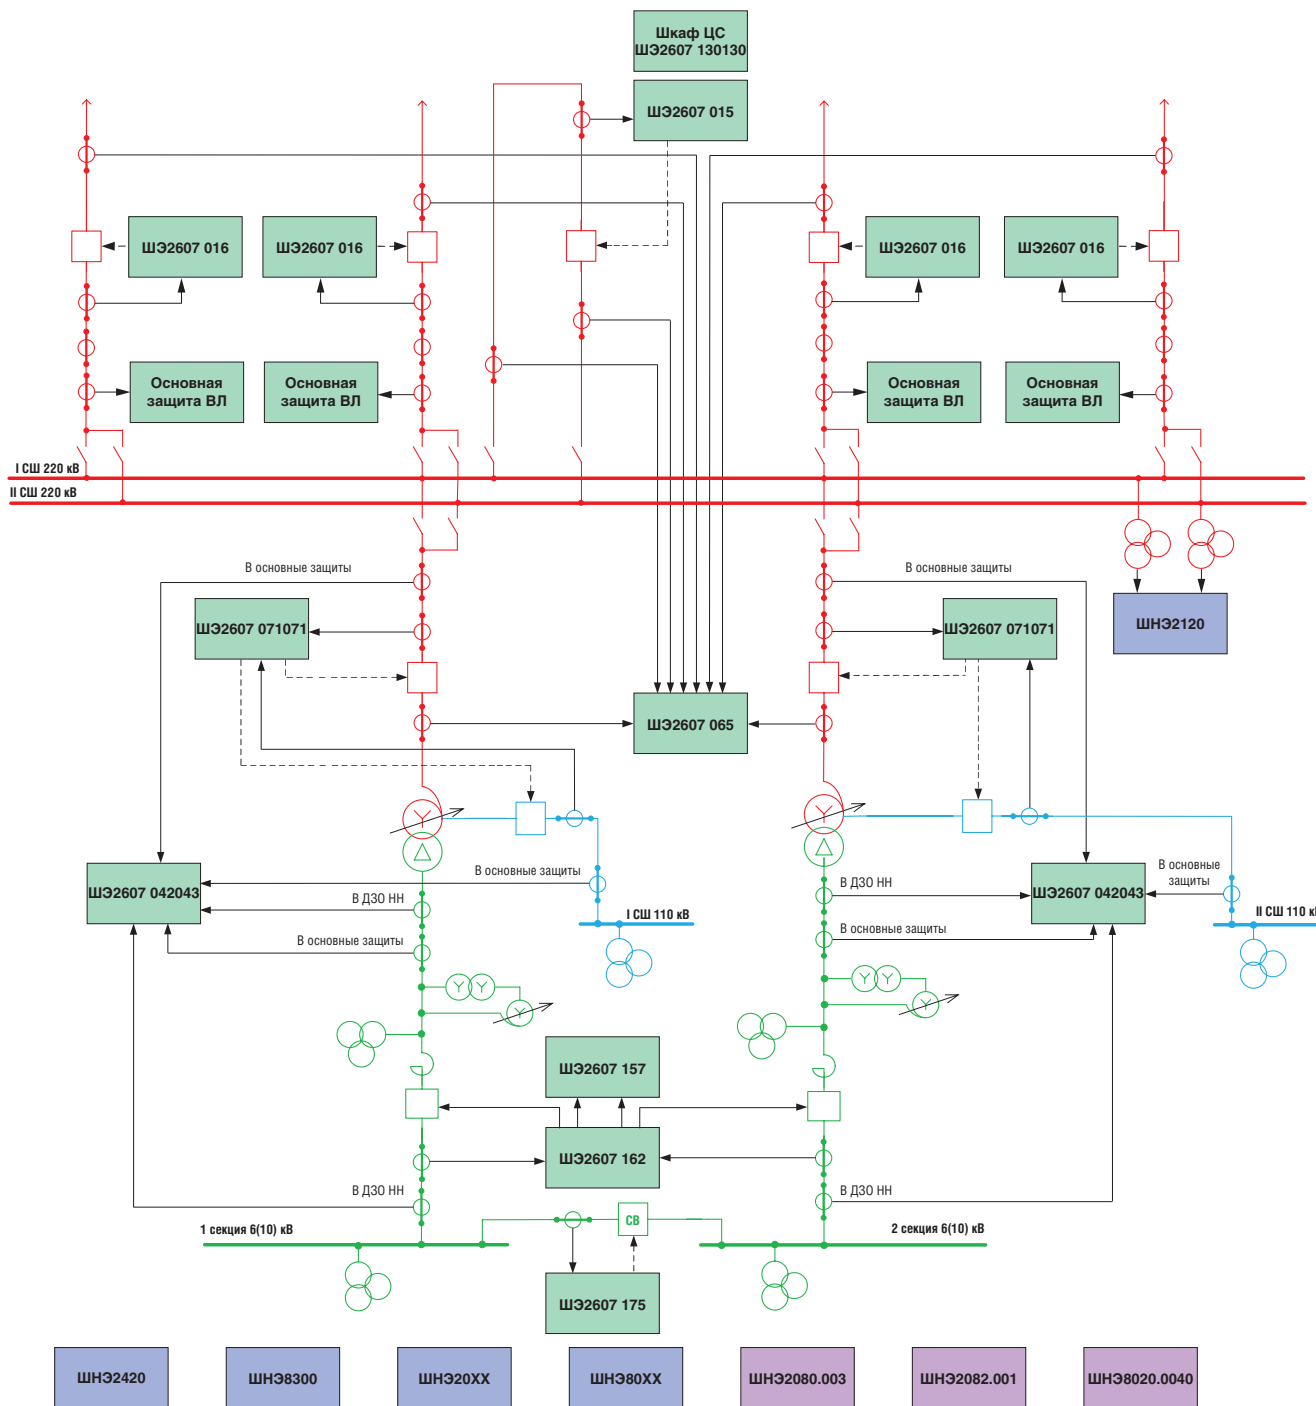 Шкаф ЦС
ШЭ2607 130130
ШЭ2607 015
ШЭ2607 016
ШЭ2607 016
ШЭ2607 016
ШЭ2607 016
Основная
защита ВЛ
Основная
защита ВЛ
Основная
защита ВЛ
Основная
защита ВЛ
I СШ 220 кВ
II СШ 220 кВ
В основные защиты
В основные защиты
ШЭ2607 071071
ШЭ2607 071071
ШНЭ2120
ШЭ2607 065
В основные защиты
В основные
защиты
ШЭ2607 042043
ШЭ2607 042043
В ДЗО НН
В ДЗО НН
I СШ 110 кВ
II СШ 110 кВ
В основные защиты
В основные защиты
ШЭ2607 157
ШЭ2607 162
В ДЗО НН
В ДЗО НН
1 секция 6(10) кВ
СВ
2 секция 6(10) кВ
ШЭ2607 175
ШНЭ2420
ШНЭ8300
ШНЭ20ХХ
ШНЭ80ХХ
ШНЭ2080.003
ШНЭ2082.001
ШНЭ8020.0040